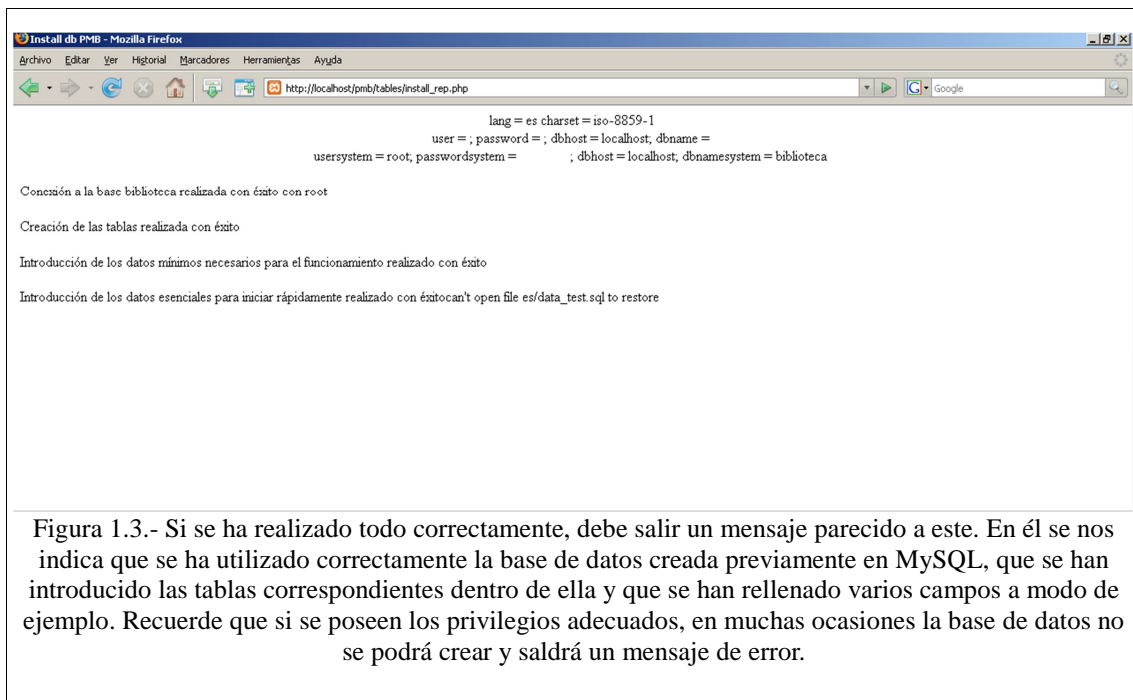 Install db PMB - Mozilla Firefox
Archivo Editar Ver Historial Marcadores Herramientas Ayuda
http://localhost/pmb/tables/install_rep.php
Google
lang = es charset = iso-8859-1
user = ; password = ; dbhost = localhost; dbname =
usersystem = root; passwordsystem = ; dbhost = localhost; dbnamesystem = biblioteca
Conexión a la base biblioteca realizada con éxito con root
Creación de las tablas realizada con éxito
Introducción de los datos mínimos necesarios para el funcionamiento realizado con éxito
Introducción de los datos esenciales para iniciar rápidamente realizado con éxitocan't open file es/data_test.sql to restore
Figura 1.3.- Si se ha realizado todo correctamente, debe salir un mensaje parecido a este. En él se nos
indica que se ha utilizado correctamente la base de datos creada previamente en MySQL, que se han
introducido las tablas correspondientes dentro de ella y que se han rellenado varios campos a modo de
ejemplo. Recuerde que si se poseen los privilegios adecuados, en muchas ocasiones la base de datos no
se podrá crear y saldrá un mensaje de error.